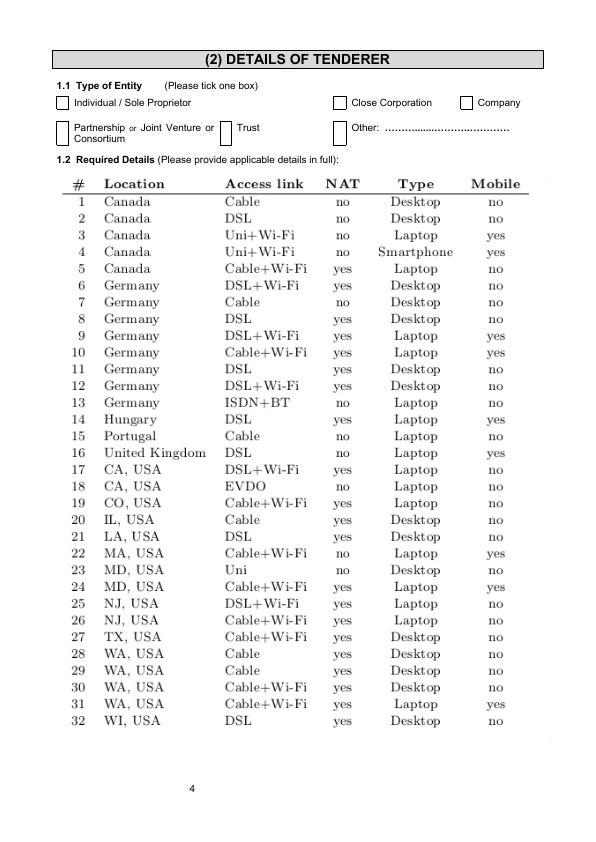 (2) DETAILS OF TENDERER
1.1 Type of Entity (Please tick one box)
Individual / Sole Proprietor Close Corporation Company
Partnership or Joint Venture or Trust Other: ………........………..…………
Consortium
1.2 Required Details (Please provide applicable details in full):
# Location Access link NAT Type Mobile
1 Canada Cable no Desktop no
2 Canada DSL no Desktop no
3 Canada Uni+Wi-Fi no Laptop yes
4 Canada Uni+Wi-Fi no Smartphone yes
5 Canada Cable+Wi-Fi yes Laptop no
6 Germany DSL+Wi-Fi yes Desktop no
7 Germany Cable no Desktop no
8 Germany DSL yes Desktop no
9 Germany DSL+Wi-Fi yes Laptop yes
10 Germany Cable+Wi-Fi yes Laptop yes
11 Germany DSL yes Desktop no
12 Germany DSL+Wi-Fi yes Desktop no
13 Germany ISDN+BT no Laptop no
14 Hungary DSL yes Laptop yes
15 Portugal Cable no Laptop no
16 United Kingdom DSL no Laptop yes
17 CA, USA DSL+Wi-Fi yes Laptop no
18 CA, USA EVDO no Laptop no
19 CO, USA Cable+Wi-Fi yes Laptop no
20 IL, USA Cable yes Desktop no
21 LA, USA DSL yes Desktop no
22 MA, USA Cable+Wi-Fi no Laptop yes
23 MD, USA Uni no Desktop no
24 MD, USA Cable+Wi-Fi yes Laptop yes
25 NJ, USA DSL+Wi-Fi yes Laptop no
26 NJ, USA Cable+Wi-Fi yes Laptop no
27 TX, USA Cable+Wi-Fi yes Desktop no
28 WA, USA Cable yes Desktop no
29 WA, USA Cable yes Desktop no
30 WA, USA Cable+Wi-Fi yes Desktop no
31 WA, USA Cable+Wi-Fi yes Laptop yes
32 WI, USA DSL yes Desktop no
4